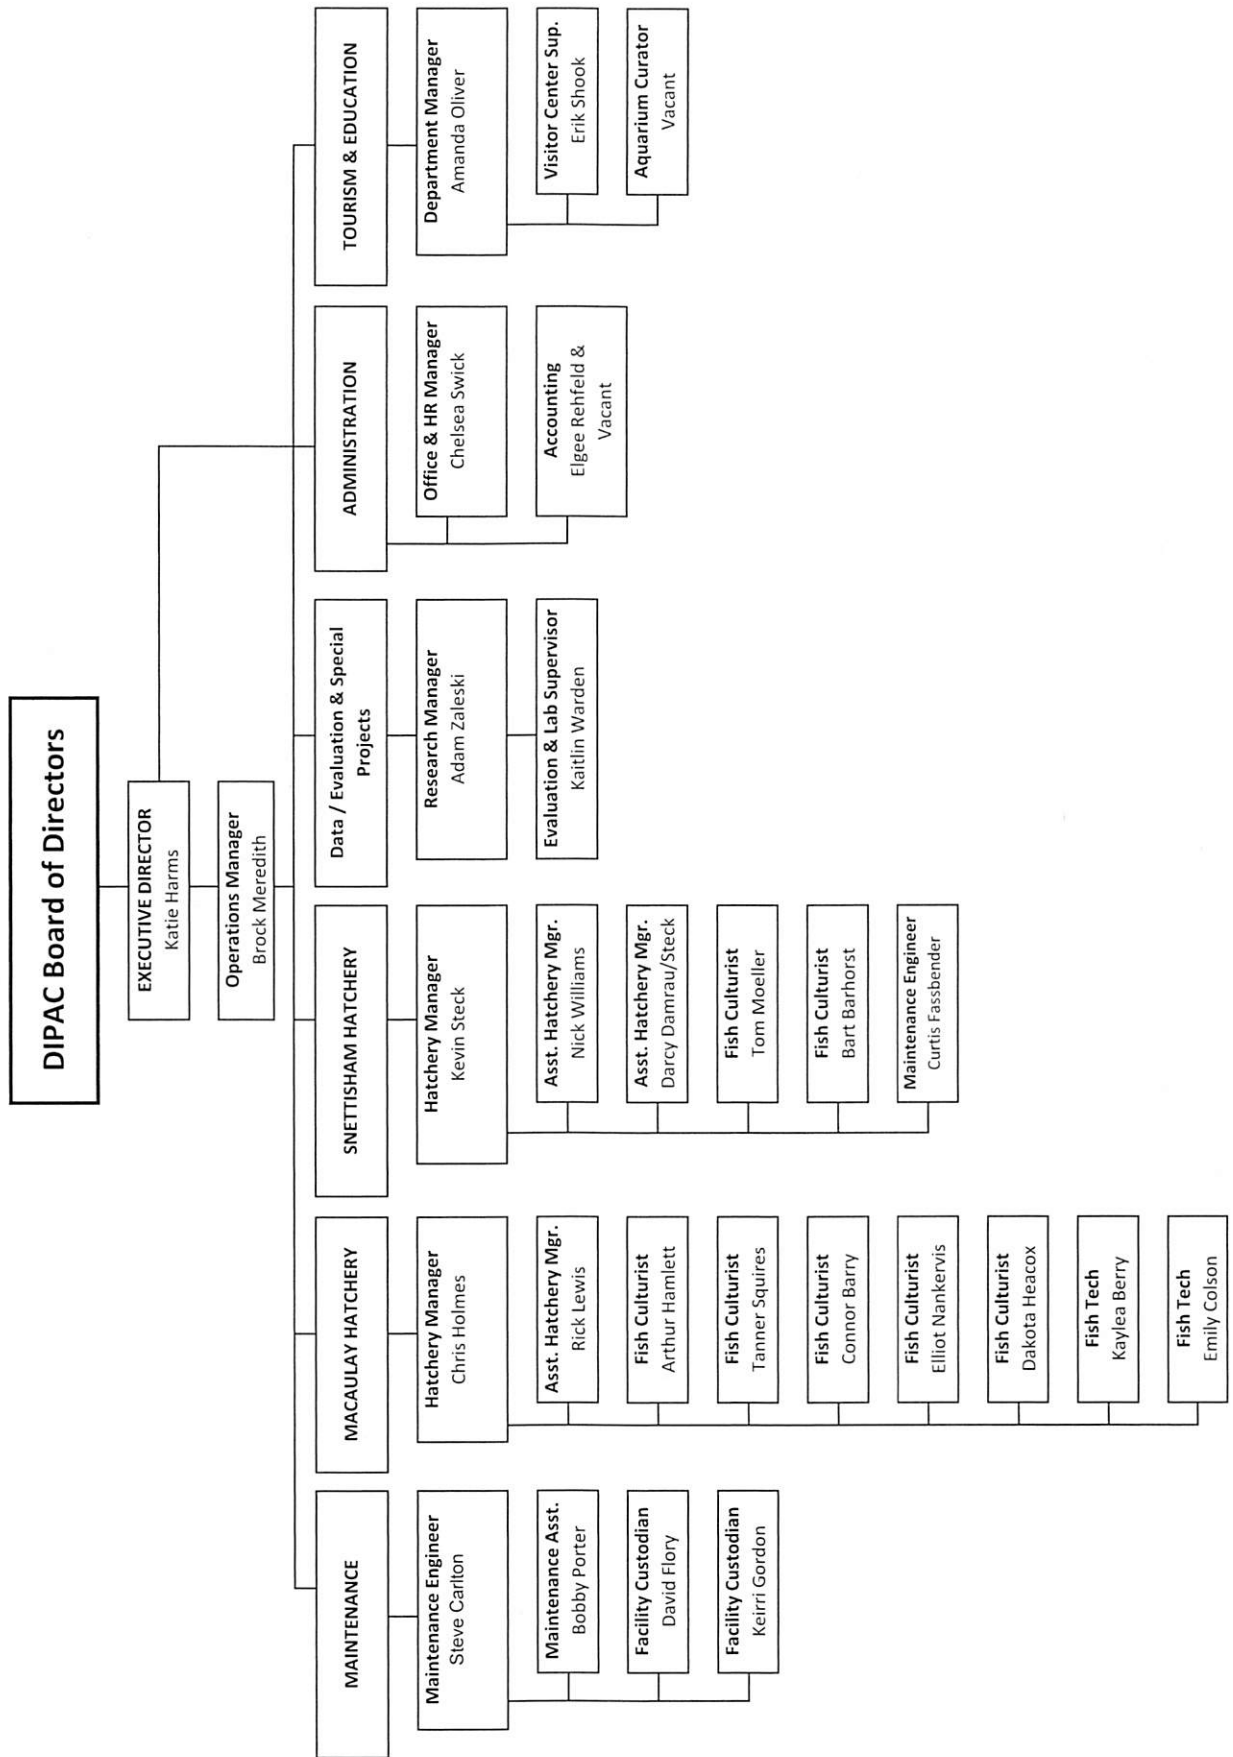 DIPAC Board of Directors
EXECUTIVE DIRECTOR
Katie Harms
Operations Manager
Brock Meredith
MAINTENANCE
Maintenance Engineer
Steve Carlton
Maintenance Asst.
Bobby Porter
Facility Custodian
David Flory
Facility Custodian
Keirri Gordon
MACAULAY HATCHERY
Hatchery Manager
Chris Holmes
Asst. Hatchery Mgr.
Rick Lewis
Fish Culturist
Arthur Hamlett
Fish Culturist
Tanner Squires
Fish Culturist
Connor Barry
Fish Culturist
Elliot Nankervis
Fish Culturist
Dakota Heacox
Fish Tech
Kaylea Berry
Fish Tech
Emily Colson
SNETTISHAM HATCHERY
Hatchery Manager
Kevin Steck
Asst. Hatchery Mgr.
Nick Williams
Asst. Hatchery Mgr.
Darcy Damrau/Steck
Fish Culturist
Tom Moeller
Fish Culturist
Bart Barhorst
Maintenance Engineer
Curtis Fassbender
Data / Evaluation & Special
Projects
Research Manager
Adam Zaleski
Evaluation & Lab Supervisor
Kaitlin Warden
ADMINISTRATION
Office & HR Manager
Chelsea Swick
Accounting
Elgee Rehfeld &
Vacant
TOURISM & EDUCATION
Department Manager
Amanda Oliver
Visitor Center Sup.
Erik Shook
Aquarium Curator
Vacant